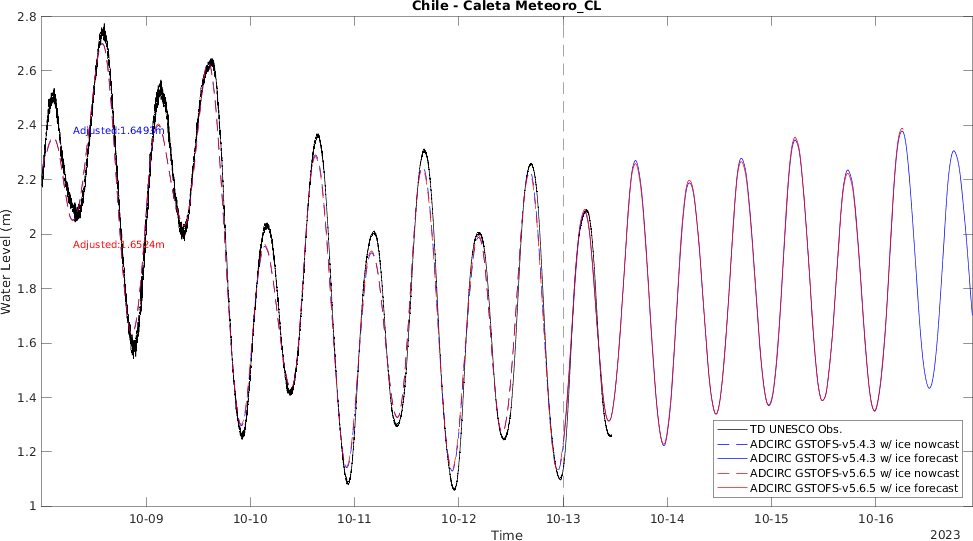 Chile - Caleta Meteoro_CL
2.8
2.6
2.4
2.2
2
1.8
1.6
1.4
1.2
1
Water Level (m)
Adjusted:1.6493m
Adjusted:1.6524m
TD UNESCO Obs.
ADCIRC GSTOFS-v5.4.3 w/ ice nowcast
ADCIRC GSTOFS-v5.4.3 w/ ice forecast
ADCIRC GSTOFS-v5.6.5 w/ ice nowcast
ADCIRC GSTOFS-v5.6.5 w/ ice forecast
10-09 10-10 10-11 10-12 10-13 10-14 10-15 10-16
Time
2023